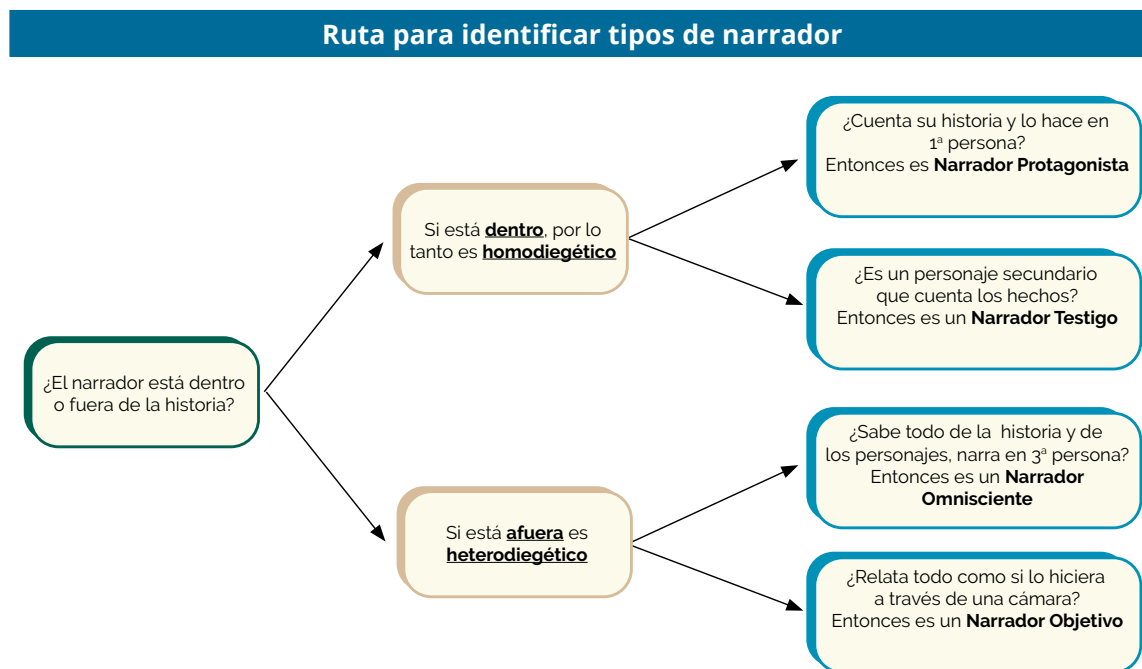 Ruta para identificar tipos de narrador
¿El narrador está dentro
o fuera de la historia?
Si está dentro, por lo
tanto es homodiegético
¿Cuenta su historia y lo hace en
1ª persona?
Entonces es Narrador Protagonista
¿Es un personaje secundario
que cuenta los hechos?
Entonces es un Narrador Testigo
Si está afuera es
heterodiegético
¿Sabe todo de la historia y de
los personajes, narra en 3ª persona?
Entonces es un Narrador
Omnisciente
¿Relata todo como si lo hiciera
a través de una cámara?
Entonces es un Narrador Objetivo